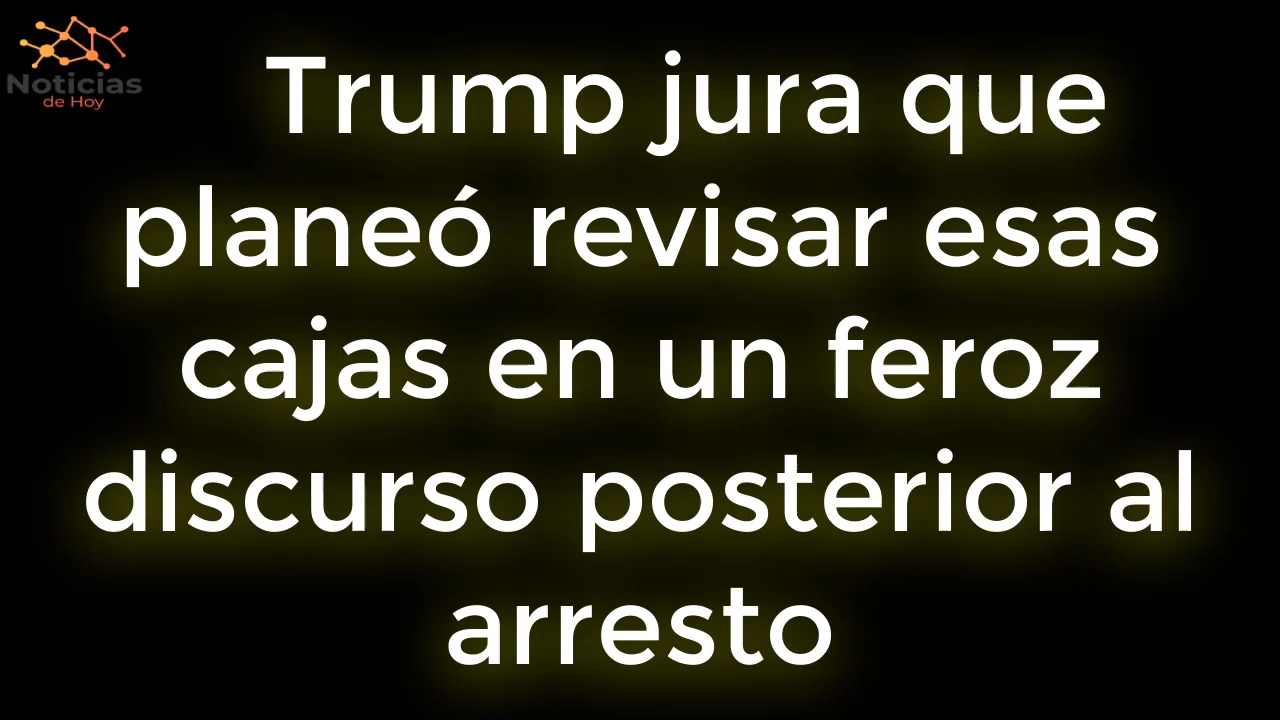 Noticias
de Hoy
Trump jura que
planeó revisar esas
cajas en un feroz
discurso posterior al
arresto